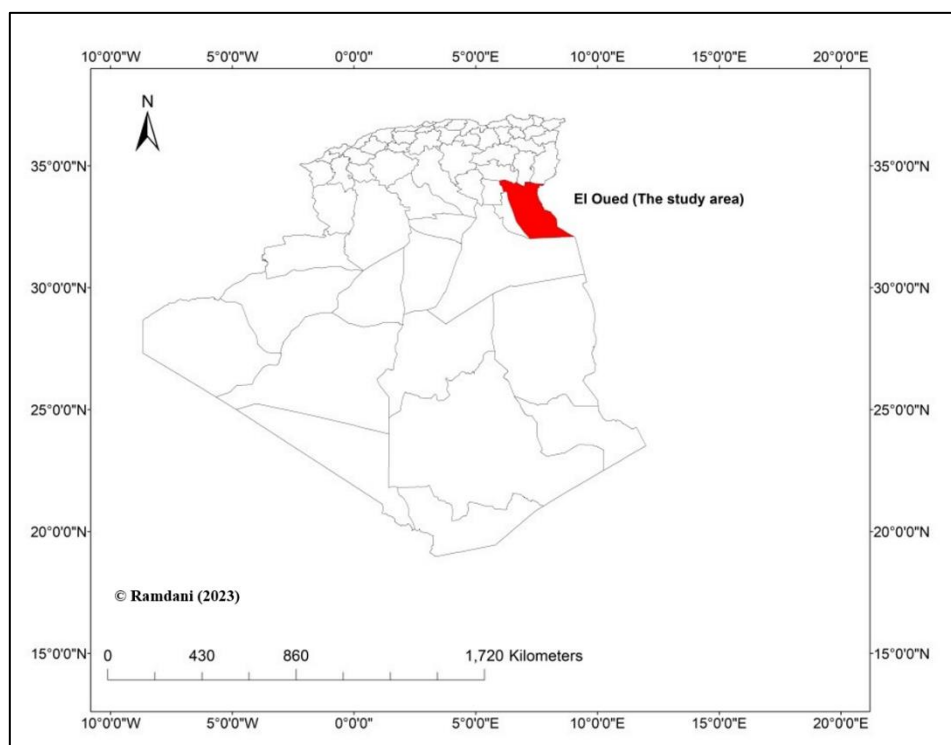 10°0'0"W 5°0'0"W 0°0'0" 5°0'0"E 10°0'0"E 15°0'0"E 20°0'0"E
N
35°0'0"N 35°0'0"N
El Oued (The study area)
30°0'0"N 30°0'0"N
25°0'0"N 25°0'0"N
20°0'0"N 20°0'0"N
© Ramdani (2023)
15°0'0"N 15°0'0"N
0 430 860 1,720 Kilometers
10°0'0"W 5°0'0"W 0°0'0" 5°0'0"E 10°0'0"E 15°0'0"E 20°0'0"E